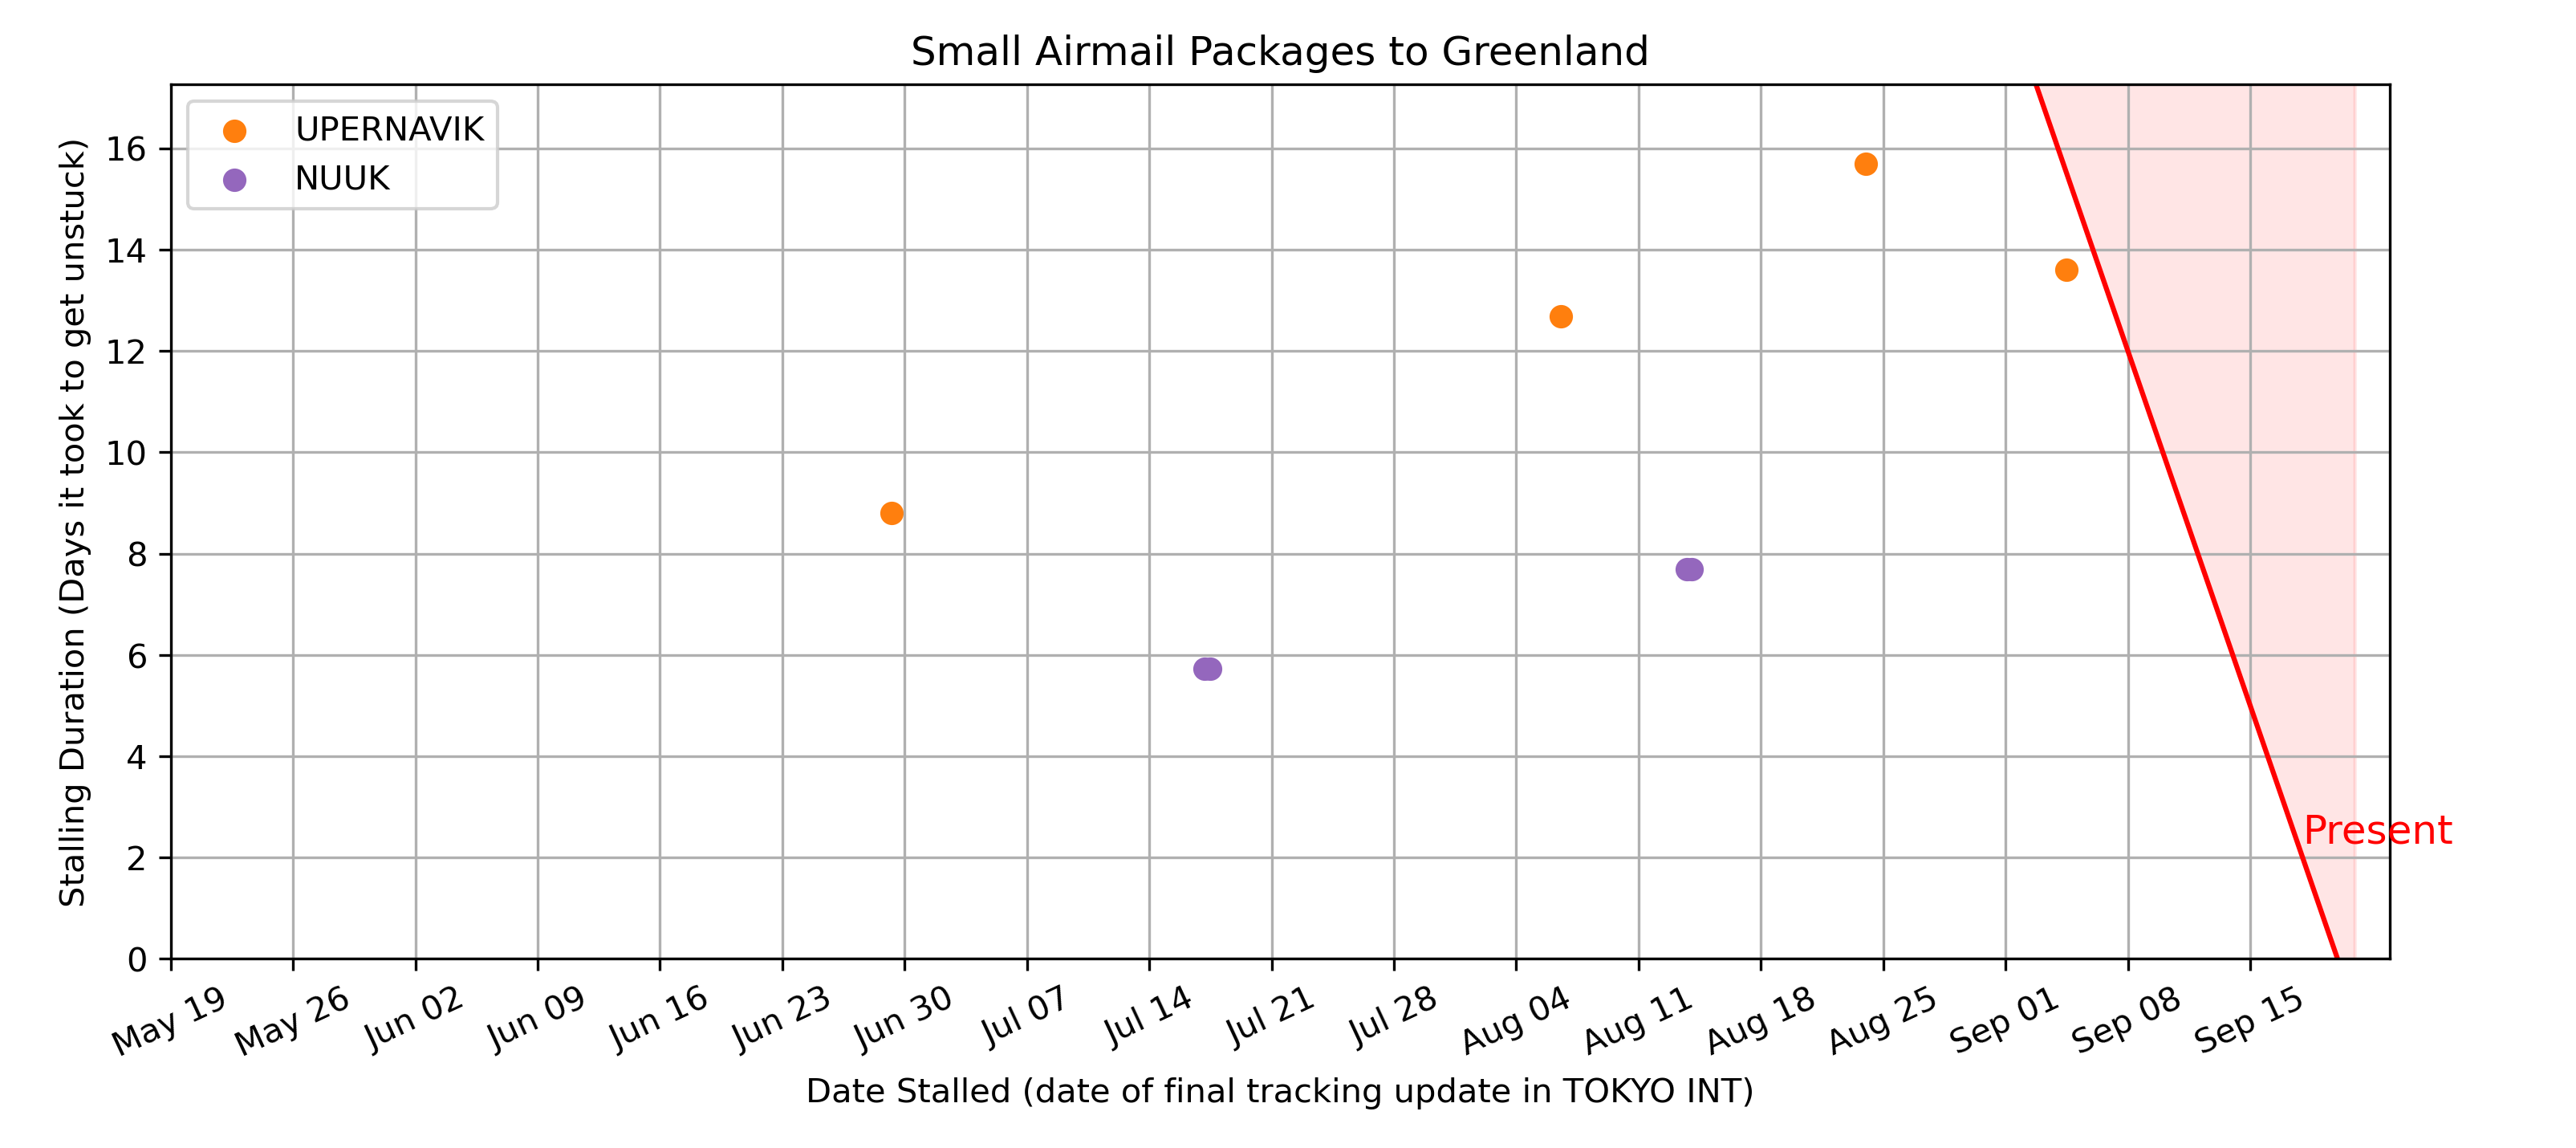 Small Airmail Packages to Greenland
UPERNAVIK
NUUK
Stalling Duration (Days it took to get unstuck)
16
14
12
10
8
6
4
2
0
Present
May 19
May 26
Jun 02
Jun 09
Jun 16
Jun 23
Jun 30
Jul 07
Jul 14
Jul 21
Jul 28
Aug 04
Aug 11
Aug 18
Aug 25
Sep 01
Sep 08
Sep 15
Date Stalled (date of final tracking update in TOKYO INT)